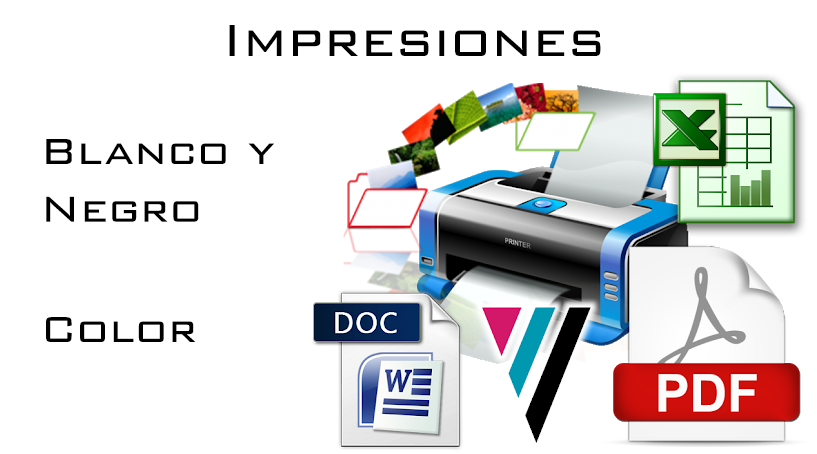 Impresiones
Blanco y
Negro
Color
PRINTER
DOC
W
PDF